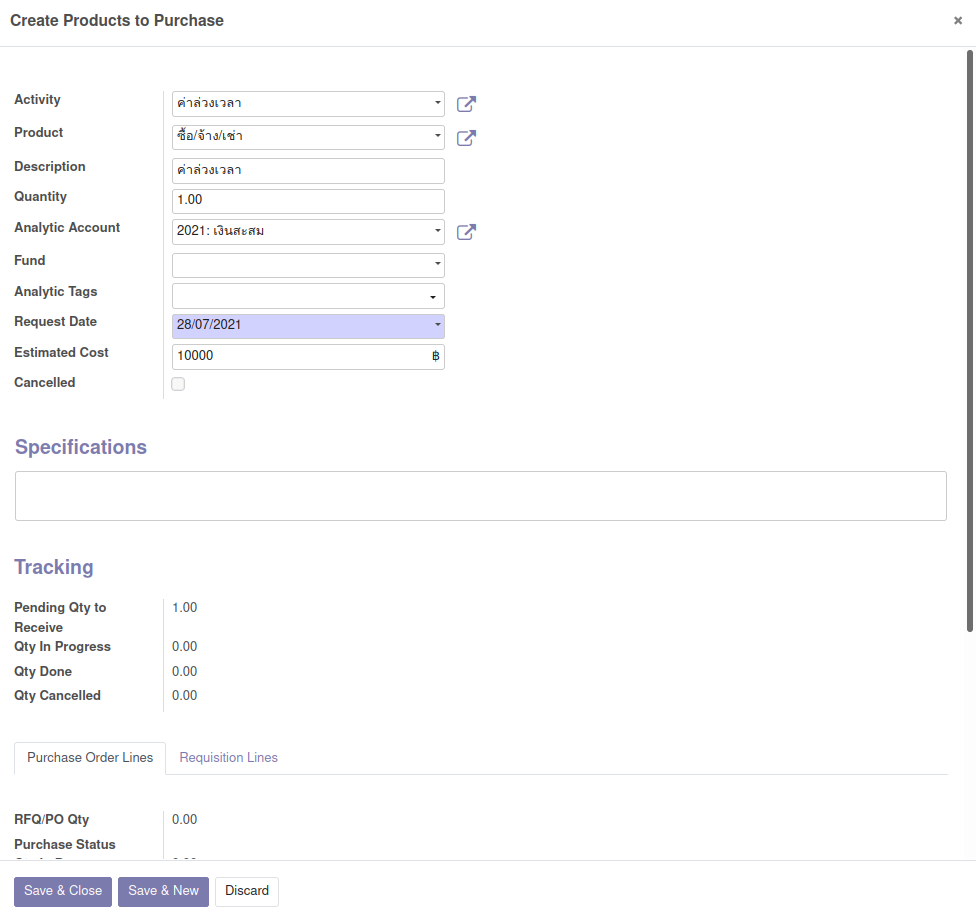 Create Products to Purchase ×
Activity ค่าล่วงเวลา
Product ซื้อ/จ้าง/เช่า
Description ค่าล่วงเวลา
Quantity 1.00
Analytic Account 2021: เงินสะสม
Fund
Analytic Tags
Request Date 28/07/2021
Estimated Cost 10000 ฿
Cancelled
Specifications
Tracking
Pending Qty to 1.00
Receive
Qty In Progress 0.00
Qty Done 0.00
Qty Cancelled 0.00
Purchase Order Lines Requisition Lines
RFQ/PO Qty 0.00
Purchase Status
Save & Close Save & New Discard